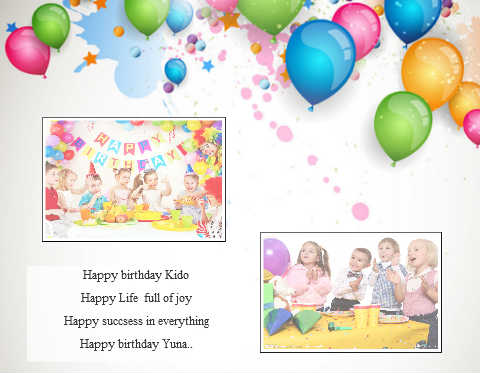 HAPPY
BIRTHDAY!
Happy birthday Kido
Happy Life full of joy
Happy succsess in everything
Happy birthday Yuna..